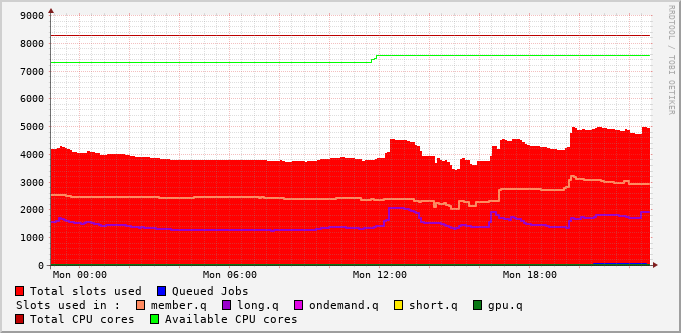 RRDTOOL / TOBI OETIKER
9000
8000
7000
6000
5000
4000
3000
2000
1000
0
Mon 00:00 Mon 06:00 Mon 12:00 Mon 18:00
Total slots used Queued Jobs
Slots used in : member.q long.q ondemand.q short.q gpu.q
Total CPU cores Available CPU cores